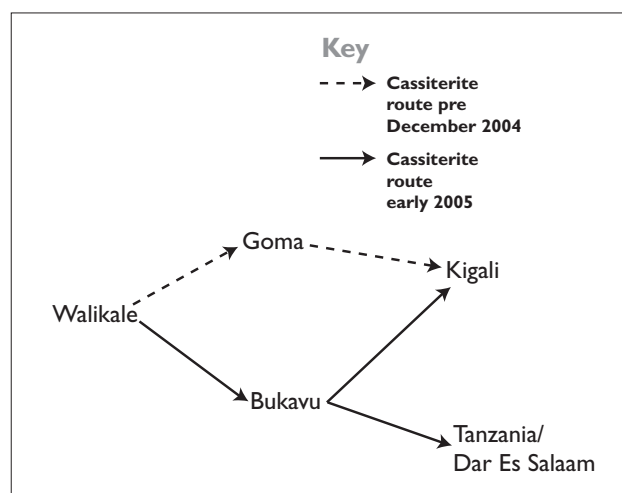 Key
Cassiterite
route pre
December 2004
Cassiterite
route
early 2005
Goma
Kigali
Walikale
Bukavu
Tanzania/
Dar Es Salaam